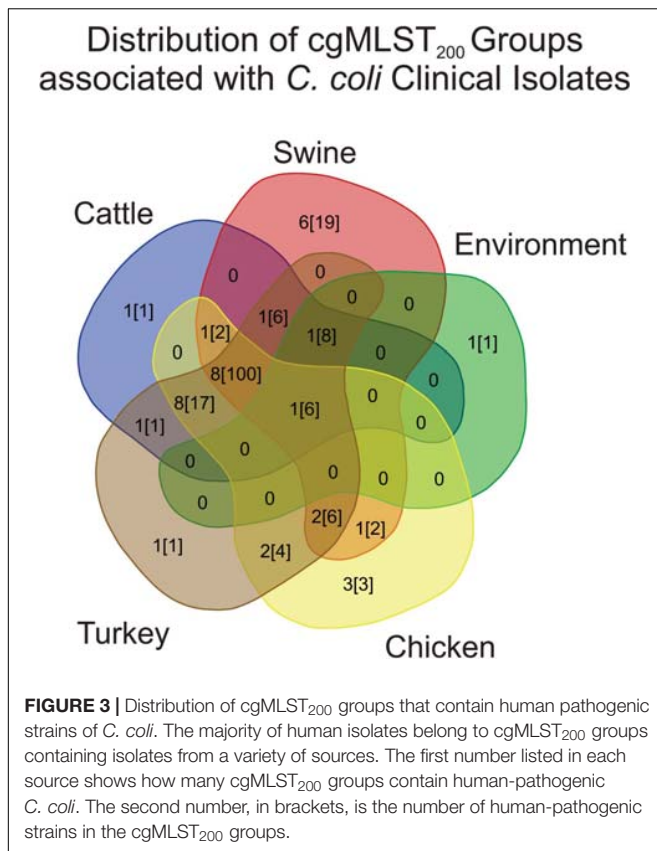 Distribution of cgMLST₂₀₀ Groups
associated with C. coli Clinical Isolates
Swine
Cattle
Environment
6[19]
0
0
0
0
1[1]
1[6]
1[2]
1[8]
1[1]
0
0
0
8[100]
8[17]
1[6]
0
0
1[1]
0
0
0
0
0
0
0
2[6]
1[2]
1[1]
2[4]
3[3]
Turkey
Chicken
FIGURE 3 | Distribution of cgMLST₂₀₀ groups that contain human pathogenic
strains of C. coli. The majority of human isolates belong to cgMLST₂₀₀ groups
containing isolates from a variety of sources. The first number listed in each
source shows how many cgMLST₂₀₀ groups contain human-pathogenic
C. coli. The second number, in brackets, is the number of human-pathogenic
strains in the cgMLST₂₀₀ groups.